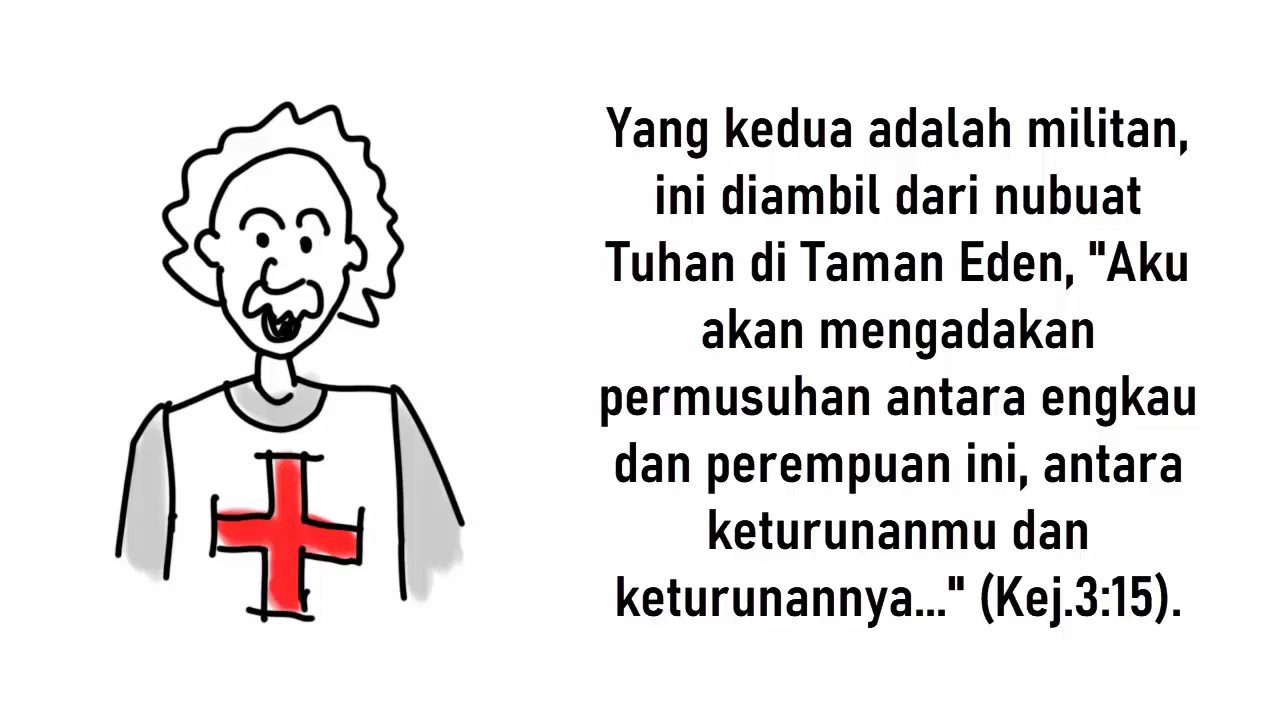 Yang kedua adalah militan,
ini diambil dari nubuat
Tuhan di Taman Eden, "Aku
akan mengadakan
permusuhan antara engkau
dan perempuan ini, antara
keturunanmu dan
keturunannya..." (Kej.3:15).